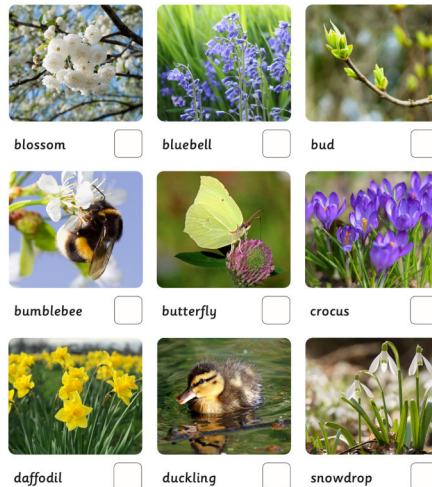 blossom bluebell bud
bumblebee butterfly crocus
daffodil duckling snowdrop